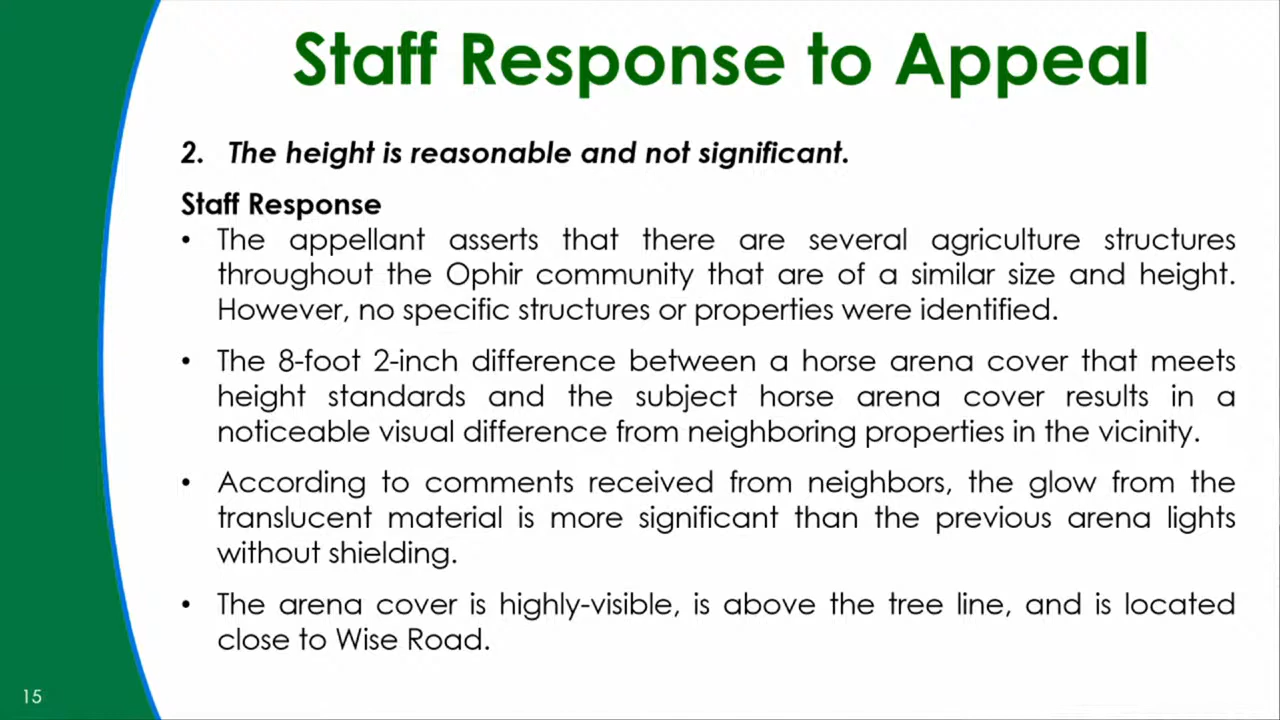 Staff Response to Appeal
2. The height is reasonable and not significant.
Staff Response
• The appellant asserts that there are several agriculture structures
throughout the Ophir community that are of a similar size and height.
However, no specific structures or properties were identified.
• The 8-foot 2-inch difference between a horse arena cover that meets
height standards and the subject horse arena cover results in a
noticeable visual difference from neighboring properties in the vicinity.
• According to comments received from neighbors, the glow from the
translucent material is more significant than the previous arena lights
without shielding.
• The arena cover is highly-visible, is above the tree line, and is located
close to Wise Road.
15